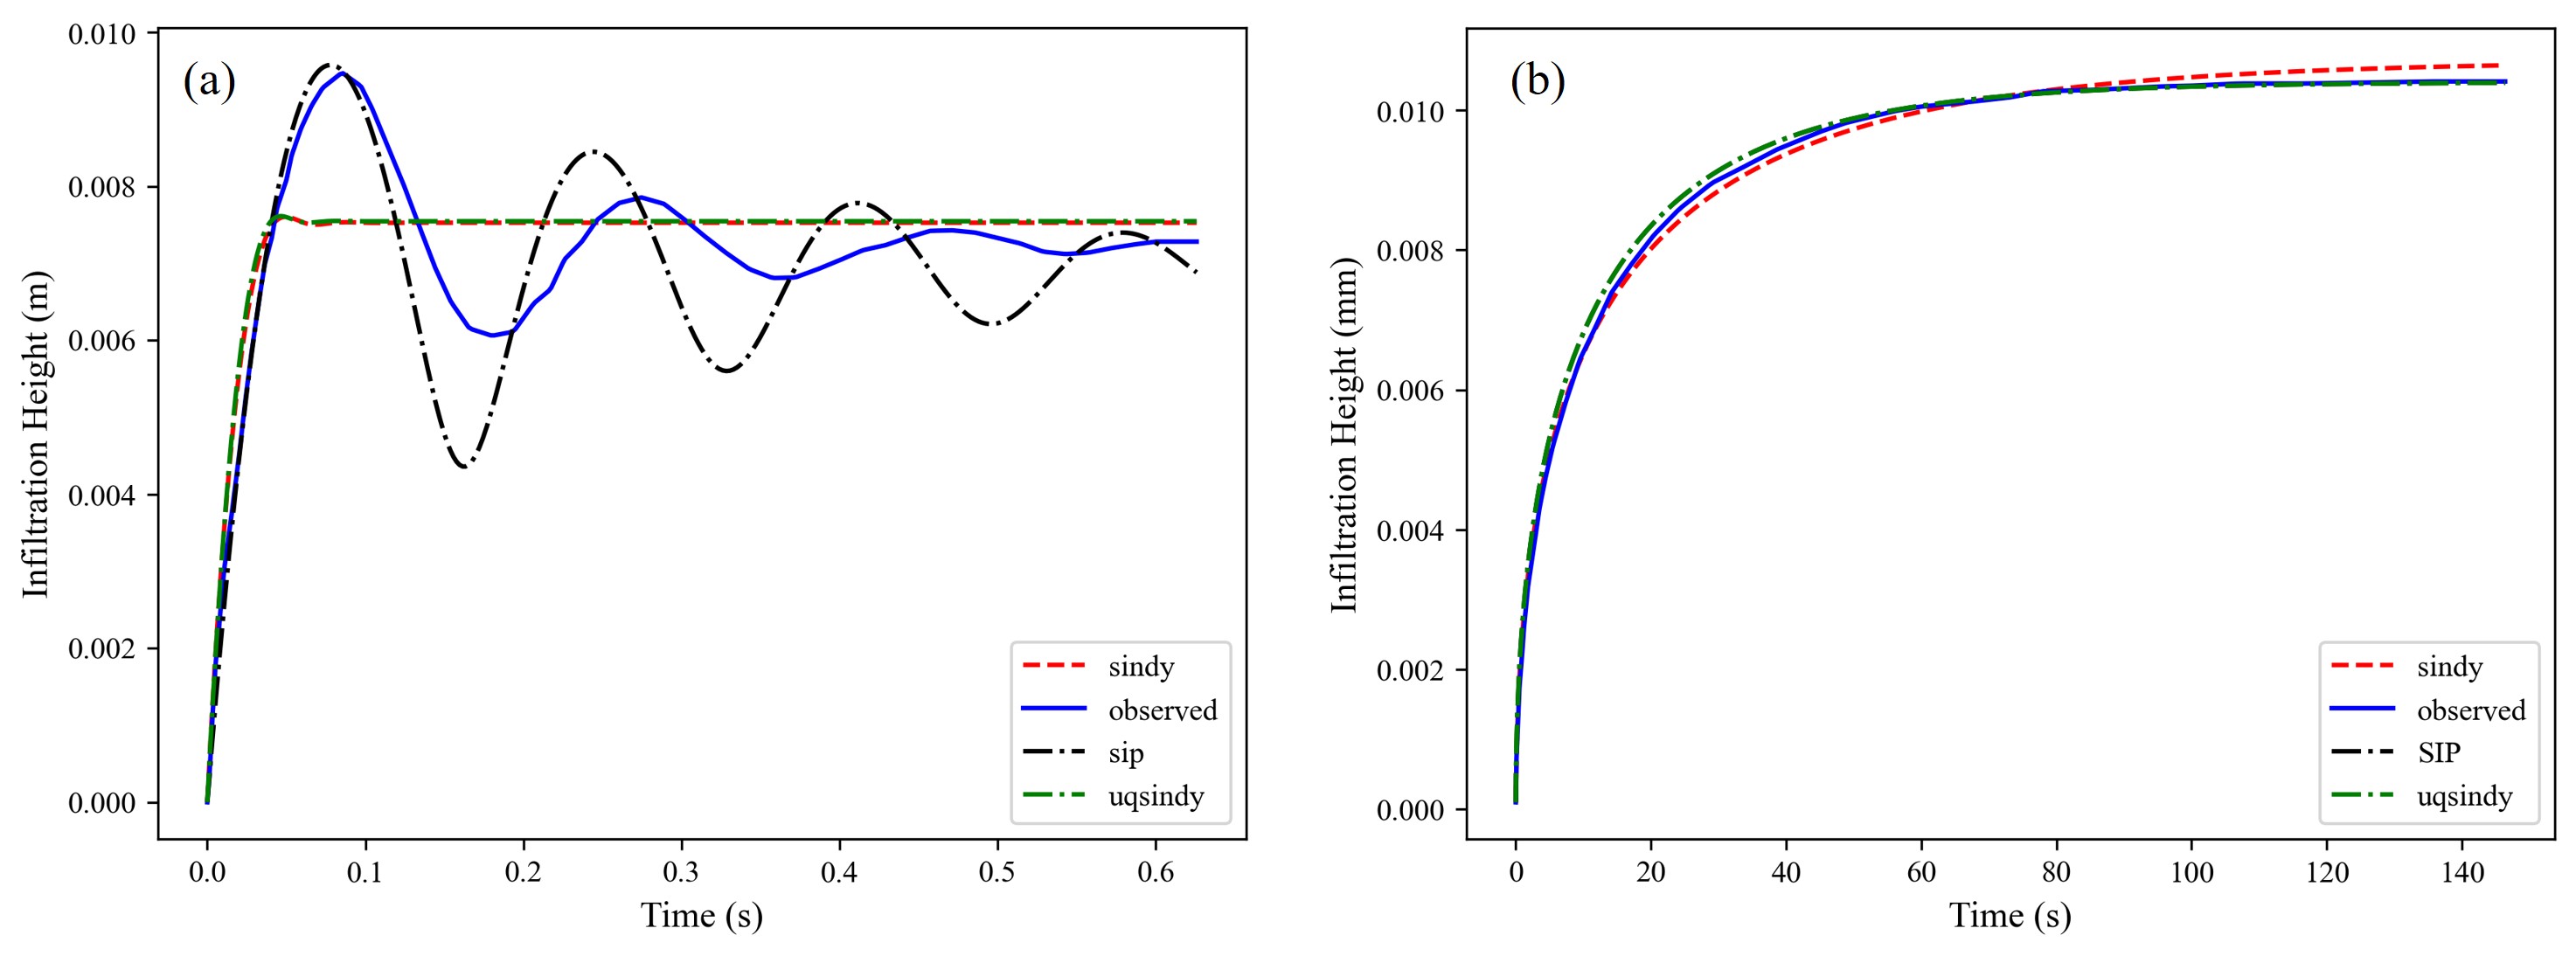 (a)
Infiltration Height (m)
0.010
0.008
0.006
0.004
0.002
0.000
0.0 0.1 0.2 0.3 0.4 0.5 0.6
Time (s)
sindy
observed
sip
uqsindy
(b)
Infiltration Height (mm)
0.010
0.008
0.006
0.004
0.002
0.000
0 20 40 60 80 100 120 140
Time (s)
sindy
observed
SIP
uqsindy